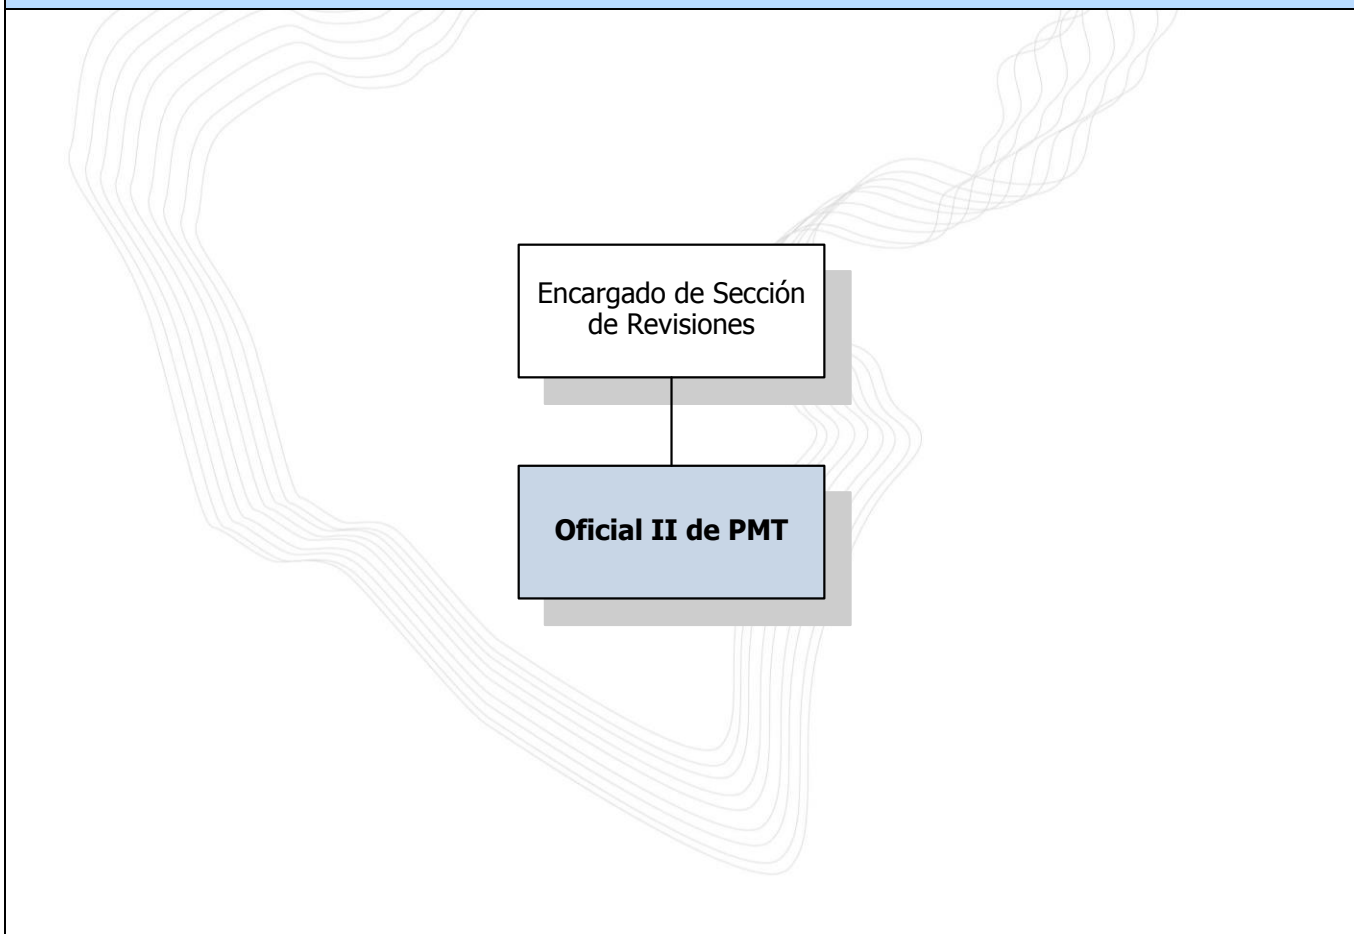 Encargado de Sección
de Revisiones
Oficial II de PMT